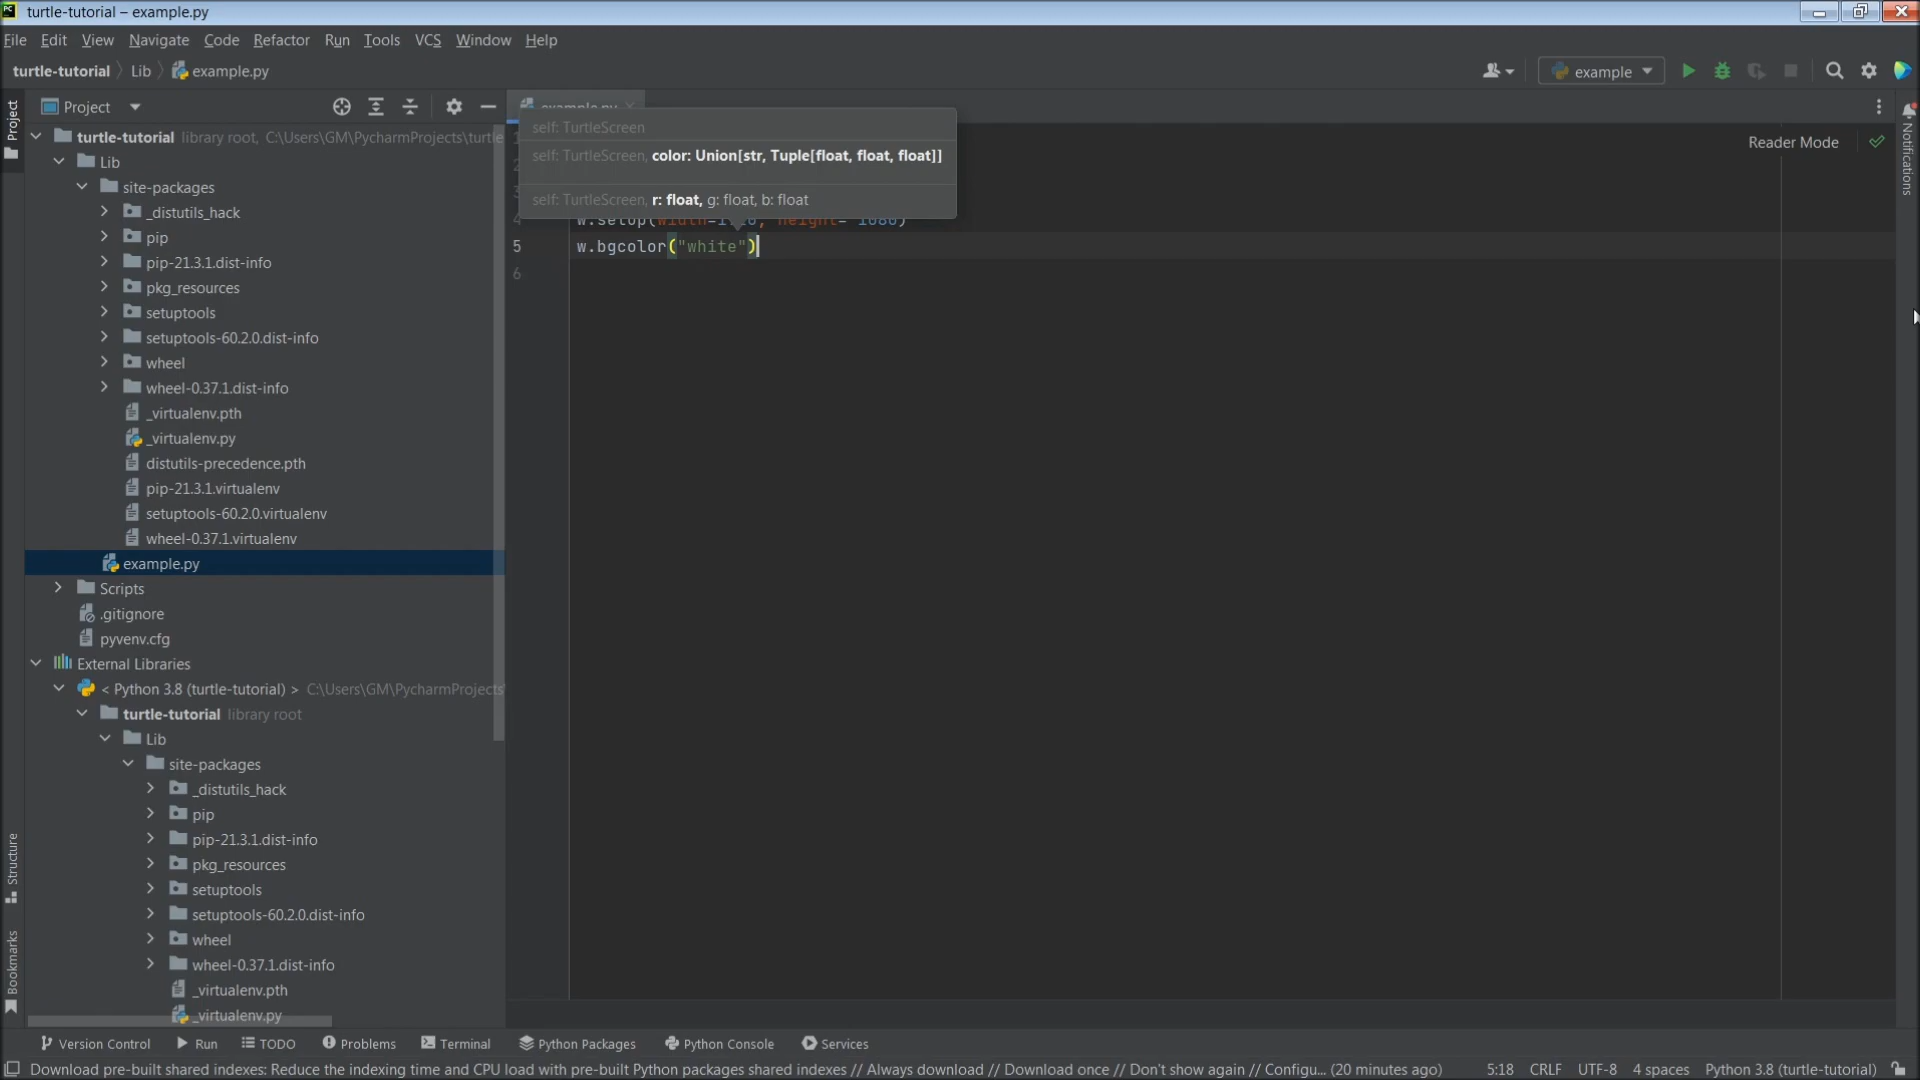 turtle-tutorial – example.py
File Edit View Navigate Code Refactor Run Tools VCS Window Help
turtle-tutorial Lib example.py
example
Project
example.py
Project
turtle-tutorial library root, C:\Users\GM\PycharmProjects\turtle
Lib
site-packages
_distutils_hack
pip
pip-21.3.1.dist-info
pkg_resources
setuptools
setuptools-60.2.0.dist-info
wheel
wheel-0.37.1.dist-info
_virtualenv.pth
_virtualenv.py
distutils-precedence.pth
pip-21.3.1.virtualenv
setuptools-60.2.0.virtualenv
wheel-0.37.1.virtualenv
example.py
Scripts
.gitignore
pyvenv.cfg
External Libraries
< Python 3.8 (turtle-tutorial) > C:\Users\GM\PycharmProjects
turtle-tutorial library root
Lib
site-packages
_distutils_hack
pip
pip-21.3.1.dist-info
pkg_resources
setuptools
setuptools-60.2.0.dist-info
wheel
wheel-0.37.1.dist-info
_virtualenv.pth
_virtualenv.py
Structure
Bookmarks
self: TurtleScreen
self: TurtleScreen, color: Union[str, Tuple[float, float, float]]
self: TurtleScreen, r: float, g: float, b: float
4 w.setup(width= height= 1080)
5 w.bgcolor("white")
6
Reader Mode
Notifications
Version Control Run TODO Problems Terminal Python Packages Python Console Services
Download pre-built shared indexes: Reduce the indexing time and CPU load with pre-built Python packages shared indexes // Always download // Download once // Don't show again // Configu... (20 minutes ago) 5:18 CRLF UTF-8 4 spaces Python 3.8 (turtle-tutorial)